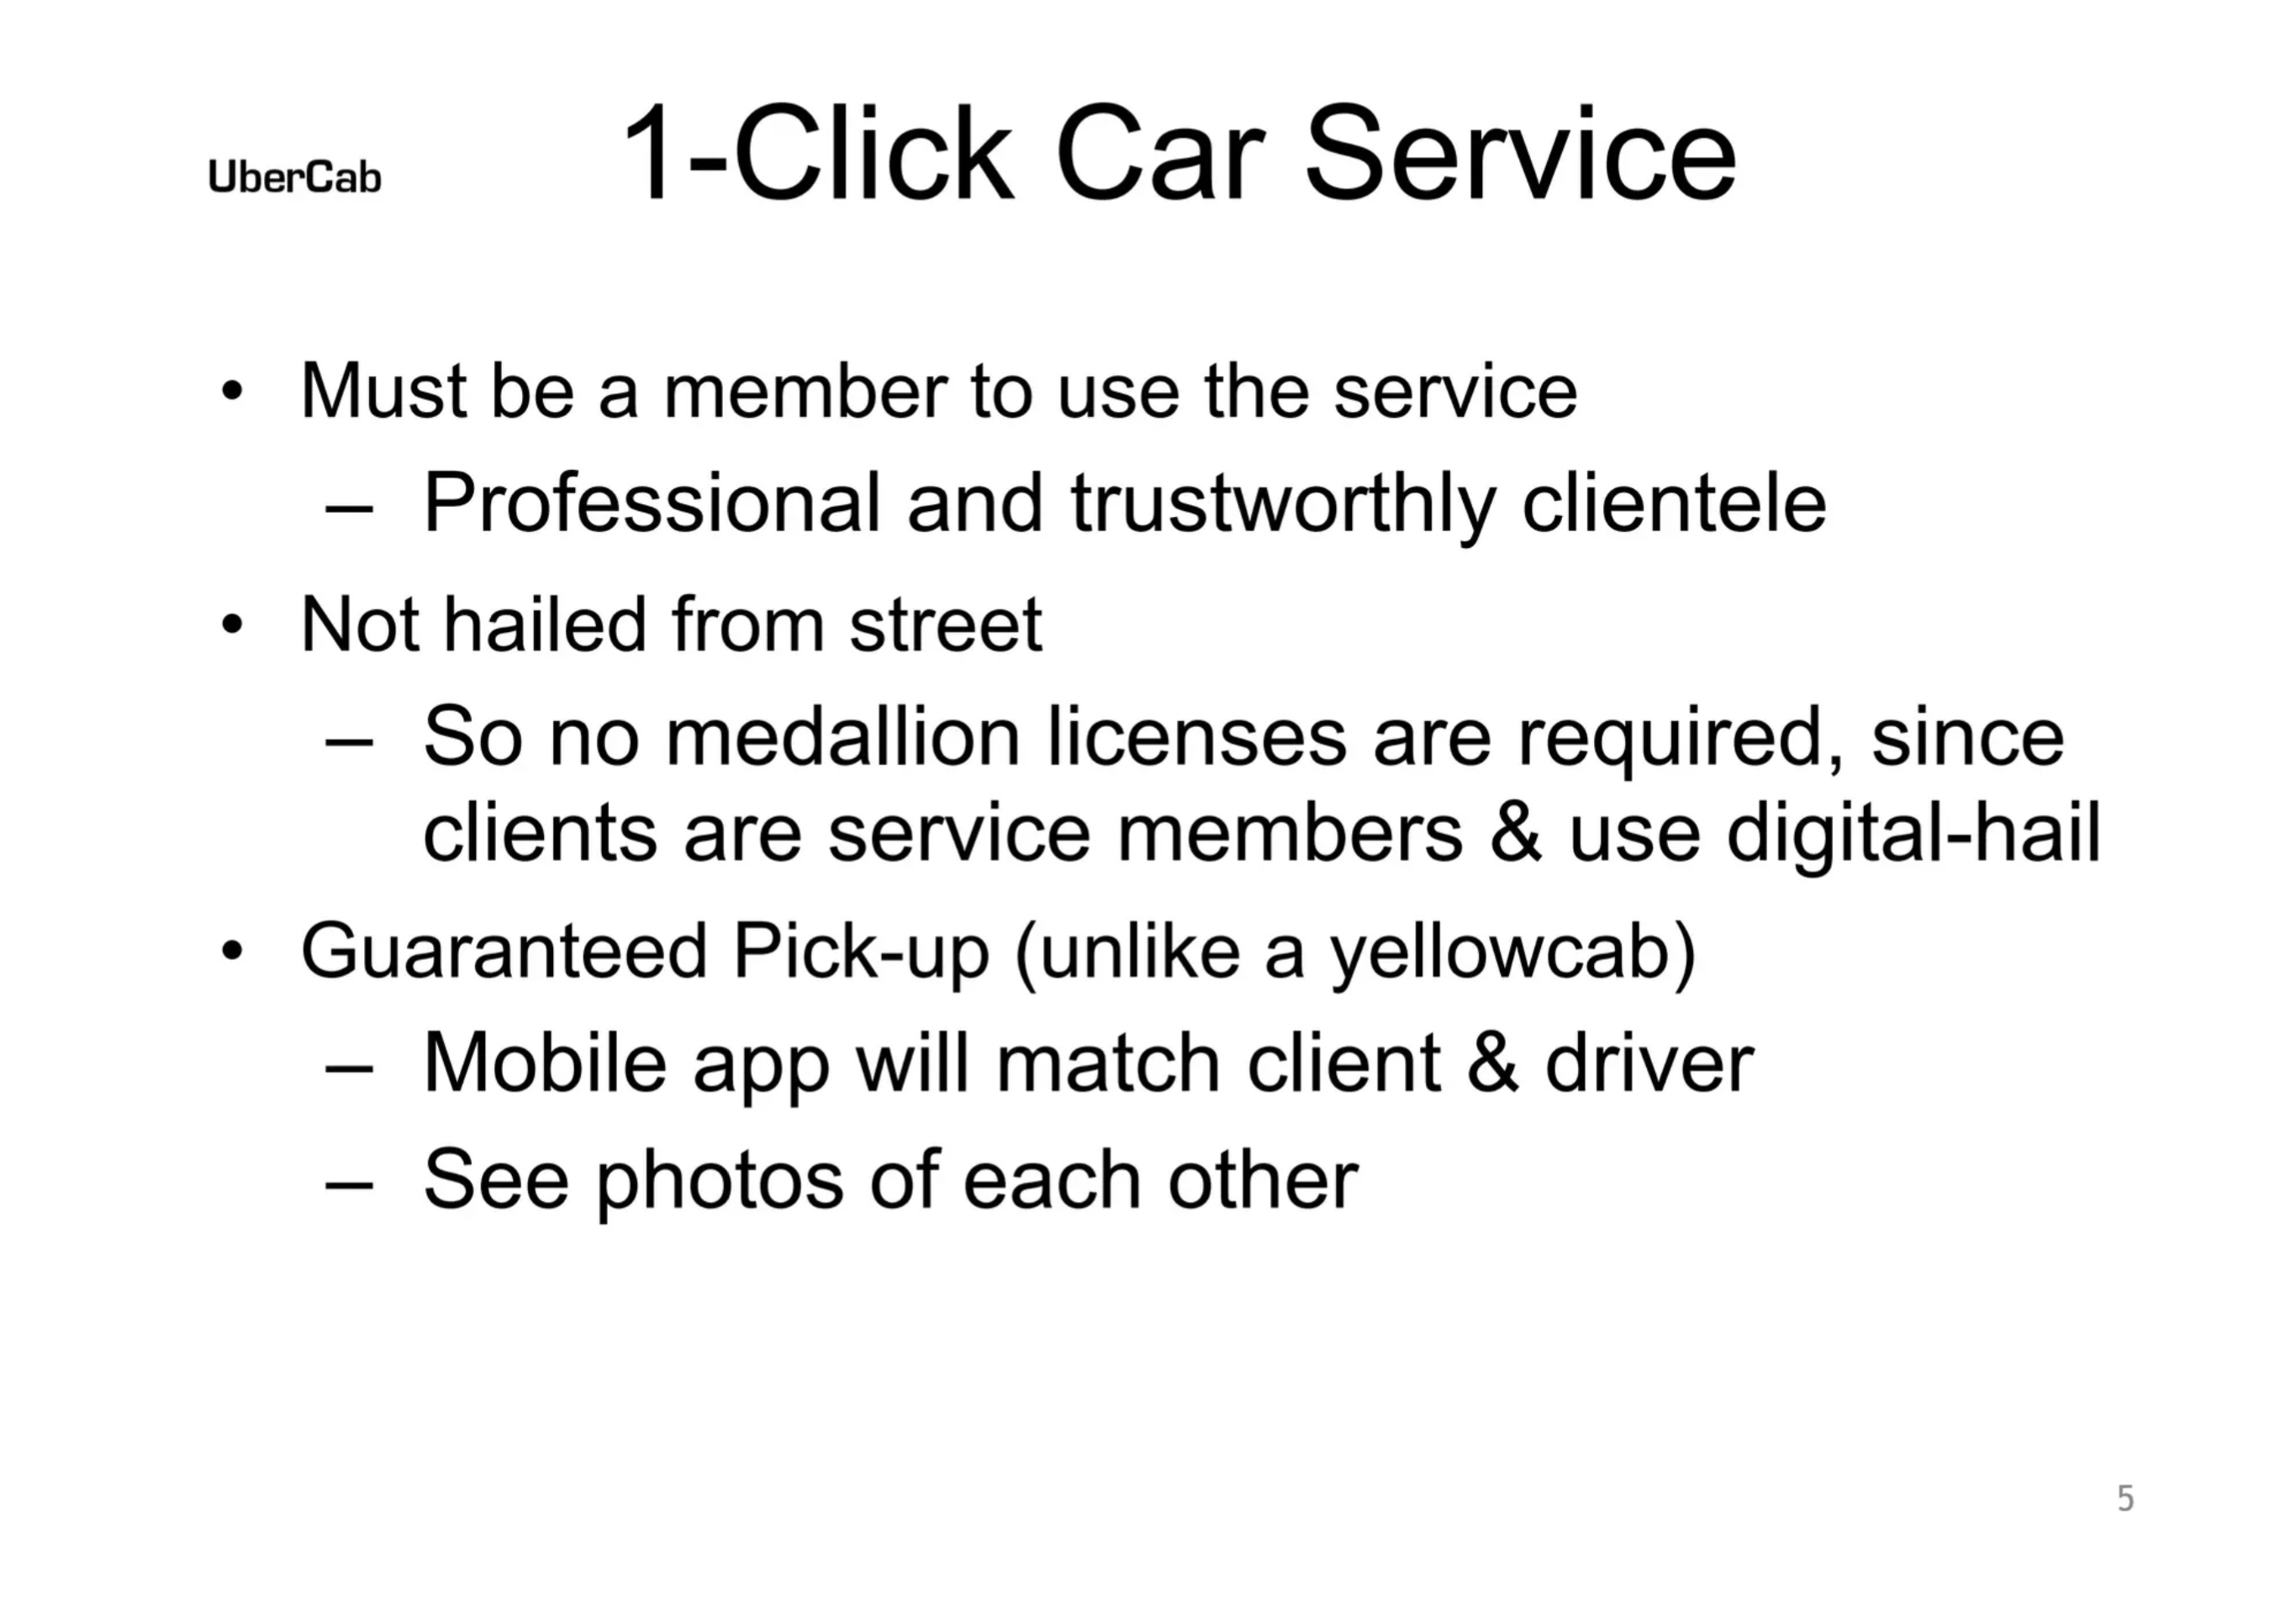 UberCab
1-Click Car Service
• Must be a member to use the service
– Professional and trustworthly clientele
• Not hailed from street
– So no medallion licenses are required, since
clients are service members & use digital-hail
• Guaranteed Pick-up (unlike a yellowcab)
– Mobile app will match client & driver
– See photos of each other
5